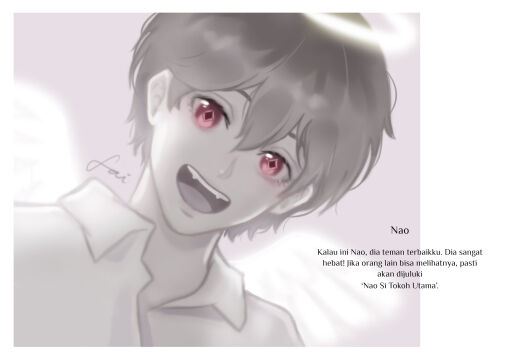 fai
Nao
Kalau ini Nao, dia teman terbaikku. Dia sangat
hebat! Jika orang lain bisa melihatnya, pasti
akan dijuluki
‘Nao Si Tokoh Utama’.